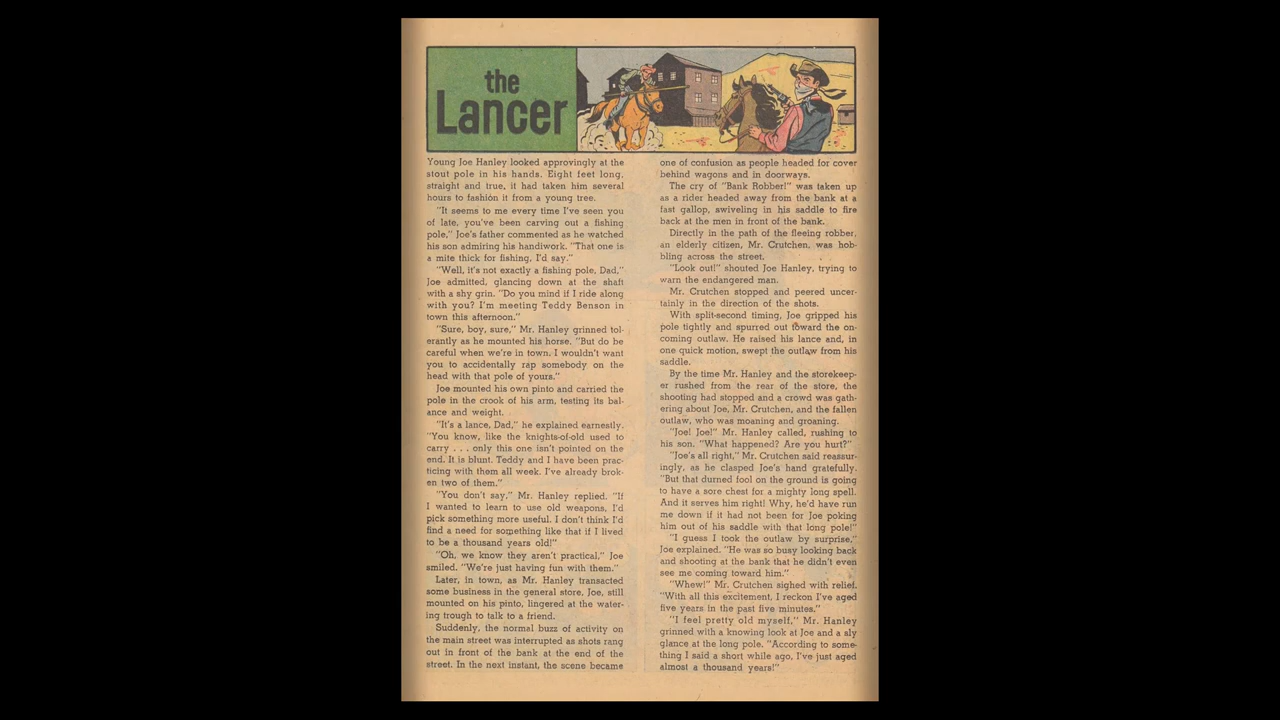 the
Lancer
Young Joe Hanley looked approvingly at the
stout pole in his hands. Eight feet long,
straight and true, it had taken him several
hours to fashion it from a young tree.
"It seems to me every time I've seen you
of late, you've been carving out a fishing
pole," Joe's father commented as he watched
his son admiring his handiwork. "That one is
a mite thick for fishing, I'd say."
"Well, it's not exactly a fishing pole, Dad,"
Joe admitted, glancing down at the shaft
with a shy grin. "Do you mind if I ride along
with you? I'm meeting Teddy Benson in
town this afternoon."
"Sure, boy, sure," Mr. Hanley grinned tol-
erantly as he mounted his horse. "But do be
careful when we're in town. I wouldn't want
you to accidentally rap somebody on the
head with that pole of yours."
Joe mounted his own pinto and carried the
pole in the crook of his arm, testing its bal-
ance and weight.
"It's a lance, Dad," he explained earnestly.
"You know, like the knights-of-old used to
carry . . . only this one isn't pointed on the
end. It is blunt. Teddy and I have been prac-
ticing with them all week. I've already brok-
en two of them."
"You don't say," Mr. Hanley replied. "If
I wanted to learn to use old weapons, I'd
pick something more useful. I don't think I'd
find a need for something like that if I lived
to be a thousand years old!"
"Oh, we know they aren't practical," Joe
smiled. "We're just having fun with them."
Later, in town, as Mr. Hanley transacted
some business in the general store, Joe, still
mounted on his pinto, lingered at the water-
ing trough to talk to a friend.
Suddenly, the normal buzz of activity on
the main street was interrupted as shots rang
out in front of the bank at the end of the
street. In the next instant, the scene became
one of confusion as people headed for cover
behind wagons and in doorways.
The cry of "Bank Robber!" was taken up
as a rider headed away from the bank at a
fast gallop, swiveling in his saddle to fire
back at the men in front of the bank.
Directly in the path of the fleeing robber,
an elderly citizen, Mr. Crutchen, was hob-
bling across the street.
"Look out!" shouted Joe Hanley, trying to
warn the endangered man.
Mr. Crutchen stopped and peered uncer-
tainly in the direction of the shots.
With split-second timing, Joe gripped his
pole tightly and spurred out toward the on-
coming outlaw. He raised his lance and, in
one quick motion, swept the outlaw from his
saddle.
By the time Mr. Hanley and the storekeep-
er rushed from the rear of the store, the
shooting had stopped and a crowd was gath-
ering about Joe, Mr. Crutchen, and the fallen
outlaw, who was moaning and groaning.
"Joe! Joe!" Mr. Hanley called, rushing to
his son. "What happened? Are you hurt?"
"Joe's all right," Mr. Crutchen said reassur-
ingly, as he clasped Joe's hand gratefully.
"But that durned fool on the ground is going
to have a sore chest for a mighty long spell.
And it serves him right! Why, he'd have run
me down if it had not been for Joe poking
him out of his saddle with that long pole!"
"I guess I took the outlaw by surprise,"
Joe explained. "He was so busy looking back
and shooting at the bank that he didn't even
see me coming toward him."
"Whew!" Mr. Crutchen sighed with relief.
"With all this excitement, I reckon I've aged
five years in the past five minutes."
"I feel pretty old myself," Mr. Hanley
grinned with a knowing look at Joe and a sly
glance at the long pole. "According to some-
thing I said a short while ago, I've just aged
almost a thousand years!"